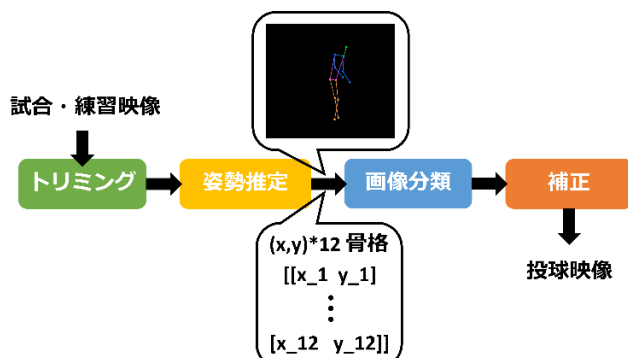 試合・練習映像
トリミング
姿勢推定
画像分類
補正
(x,y)*12 骨格
[[x_1 y_1]
⋮
[x_12 y_12]]
投球映像